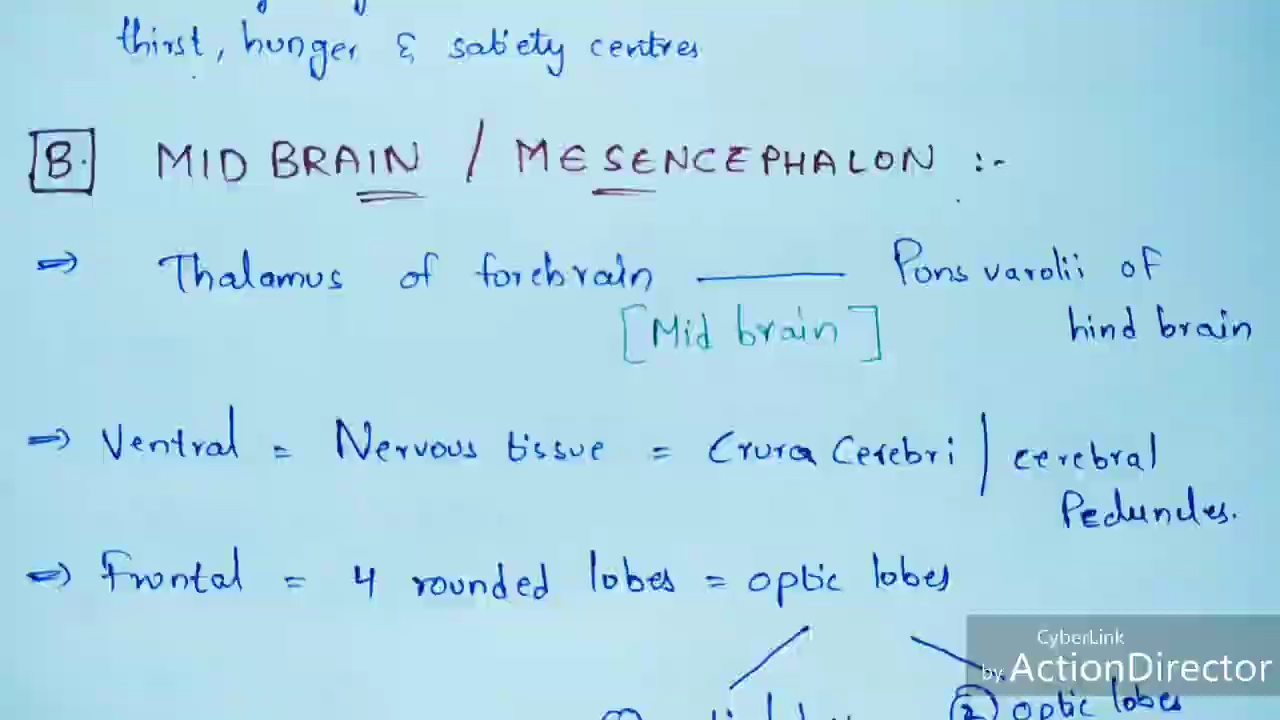 thirst, hunger & satiety centres
B. MID BRAIN / MESENCEPHALON :-
⇒ Thalamus of forebrain —— Pons varolii of
[Mid brain] hind brain
⇒ Ventral = Nervous tissue = Crura Cerebri / cerebral
Peduncles.
⇒ Frontal = 4 rounded lobes = optic lobes
② optic lobes
CyberLink
by ActionDirector